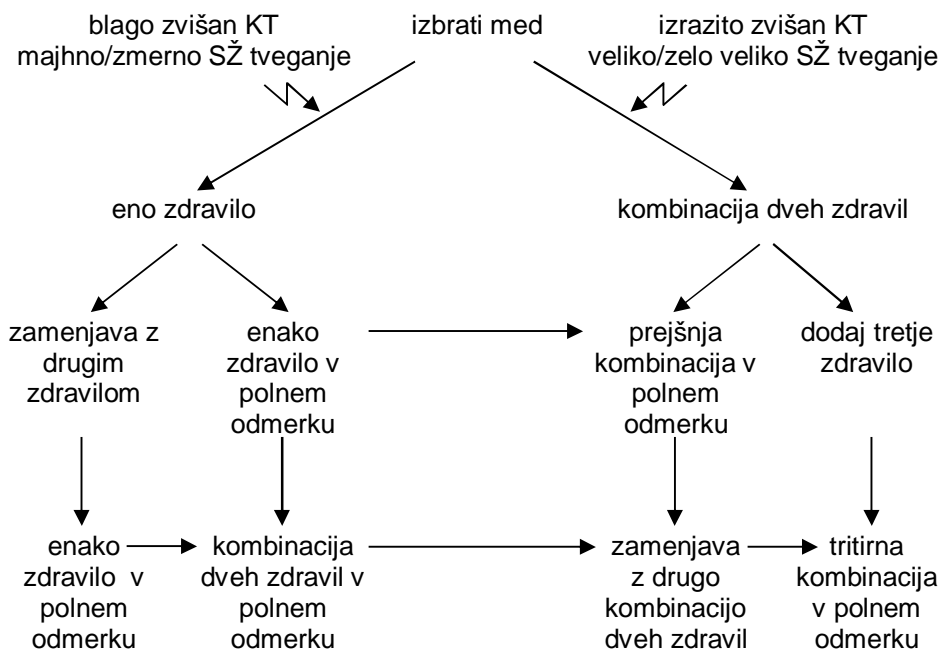 blago zvišan KT
majhno/zmerno SŽ tveganje
izbrati med
izrazito zvišan KT
veliko/zelo veliko SŽ tveganje
eno zdravilo
kombinacija dveh zdravil
zamenjava z
drugim
zdravilom
enako
zdravilo v
polnem
odmerku
prejšnja
kombinacija v
polnem
odmerku
dodaj tretje
zdravilo
enako
zdravilo v
polnem
odmerku
kombinacija
dveh zdravil v
polnem
odmerku
zamenjava
z drugo
kombinacijo
dveh zdravil
tritirna
kombinacija
v polnem
odmerku